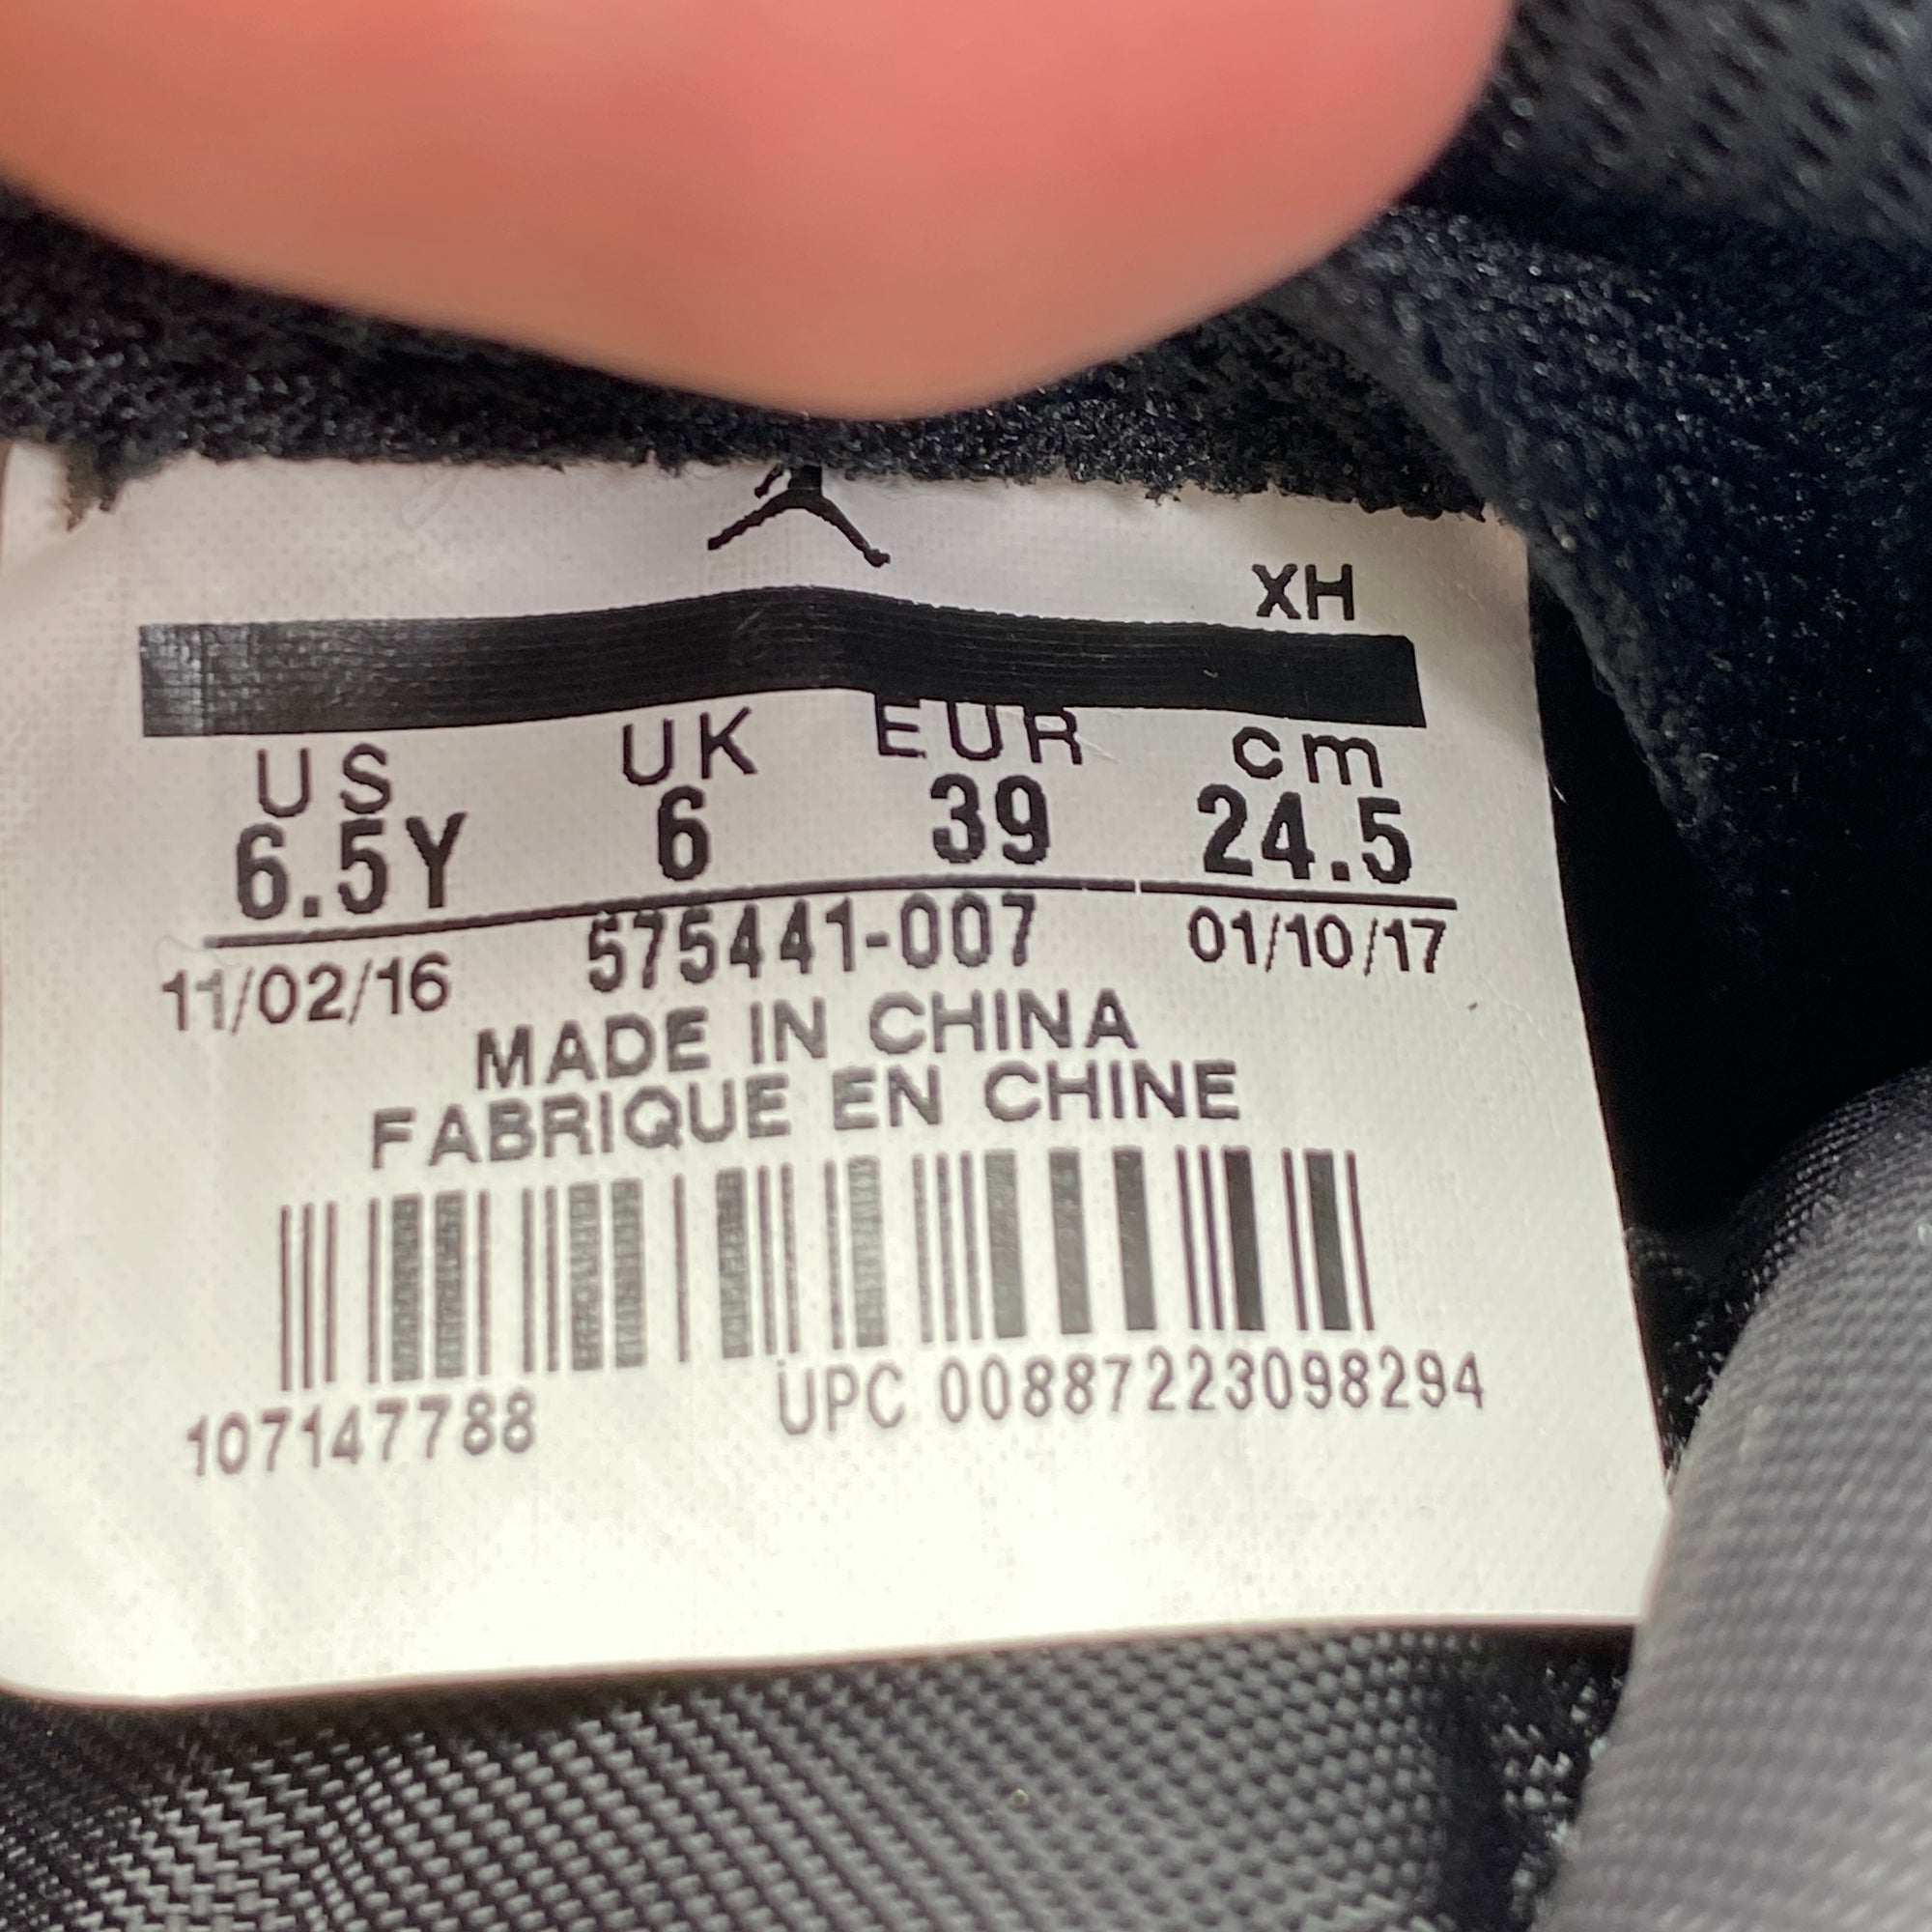 XH
US UK EUR cm
6.5Y 6 39 24.5
11/02/16 575441-007 01/10/17
MADE IN CHINA
FABRIQUE EN CHINE
107147788 UPC 00887223098294